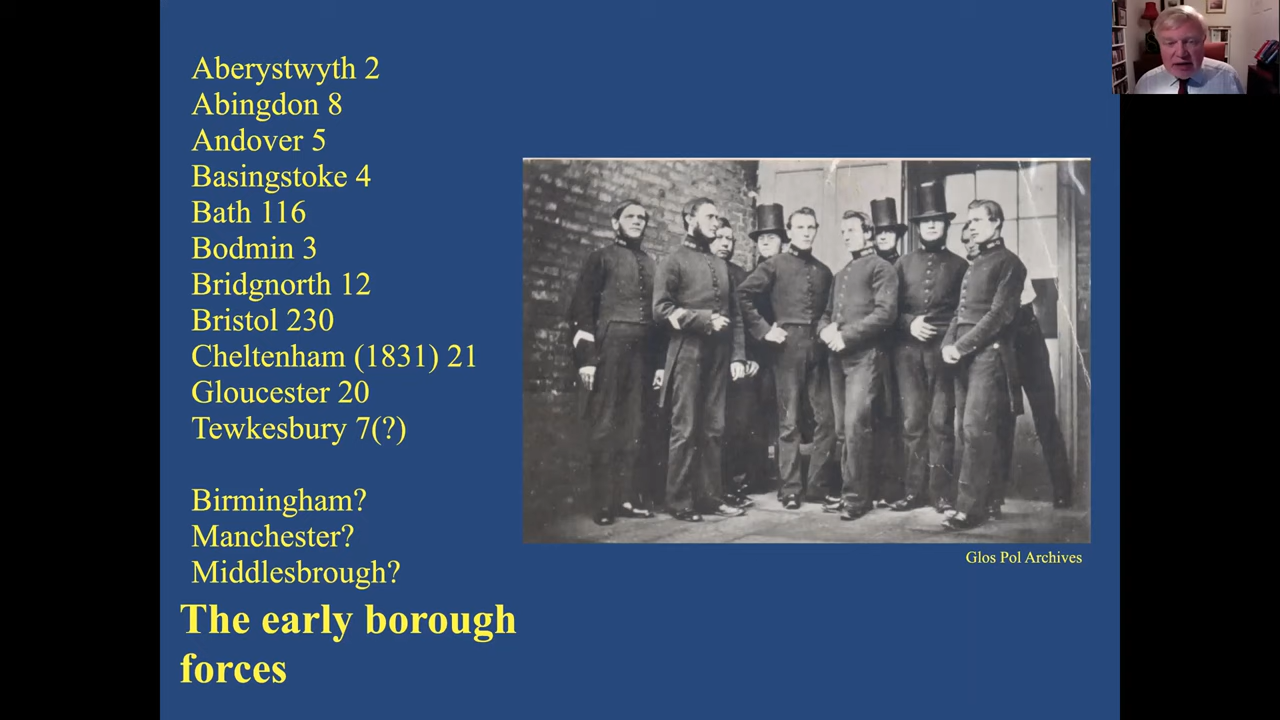 Aberystwyth 2
Abingdon 8
Andover 5
Basingstoke 4
Bath 116
Bodmin 3
Bridgnorth 12
Bristol 230
Cheltenham (1831) 21
Gloucester 20
Tewkesbury 7(?)
Birmingham?
Manchester?
Middlesbrough?
The early borough
forces
Glos Pol Archives